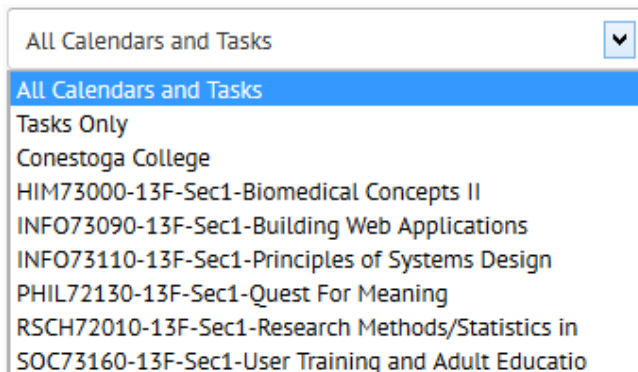 All Calendars and Tasks
All Calendars and Tasks
Tasks Only
Conestoga College
HIM73000-13F-Sec1-Biomedical Concepts II
INFO73090-13F-Sec1-Building Web Applications
INFO73110-13F-Sec1-Principles of Systems Design
PHIL72130-13F-Sec1-Quest For Meaning
RSCH72010-13F-Sec1-Research Methods/Statistics in
SOC73160-13F-Sec1-User Training and Adult Educatio